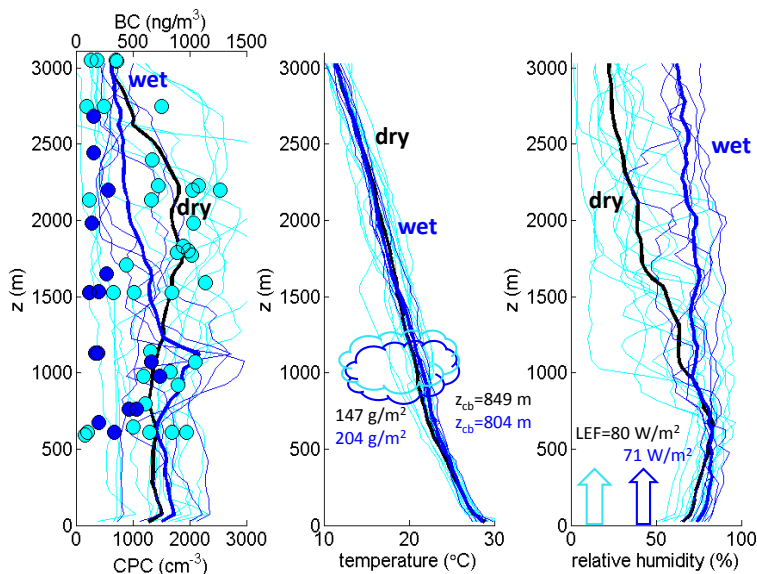 BC (ng/m³)
0 500 1000 1500
3000
2500
2000
1500
1000
500
0
z (m)
wet
dry
0 1000 2000 3000
CPC (cm⁻³)
3000
2500
2000
1500
1000
500
0
z (m)
dry
wet
147 g/m²
204 g/m²
z_cb=849 m
z_cb=804 m
10 20 30
temperature (°C)
3000
2500
2000
1500
1000
500
0
z (m)
wet
dry
LEF=80 W/m²
71 W/m²
0 50 100
relative humidity (%)